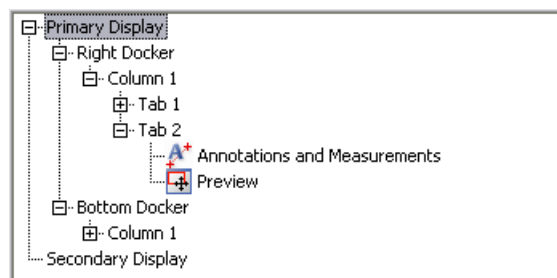 Primary Display
Right Docker
Column 1
Tab 1
Tab 2
Annotations and Measurements
Preview
Bottom Docker
Column 1
Secondary Display